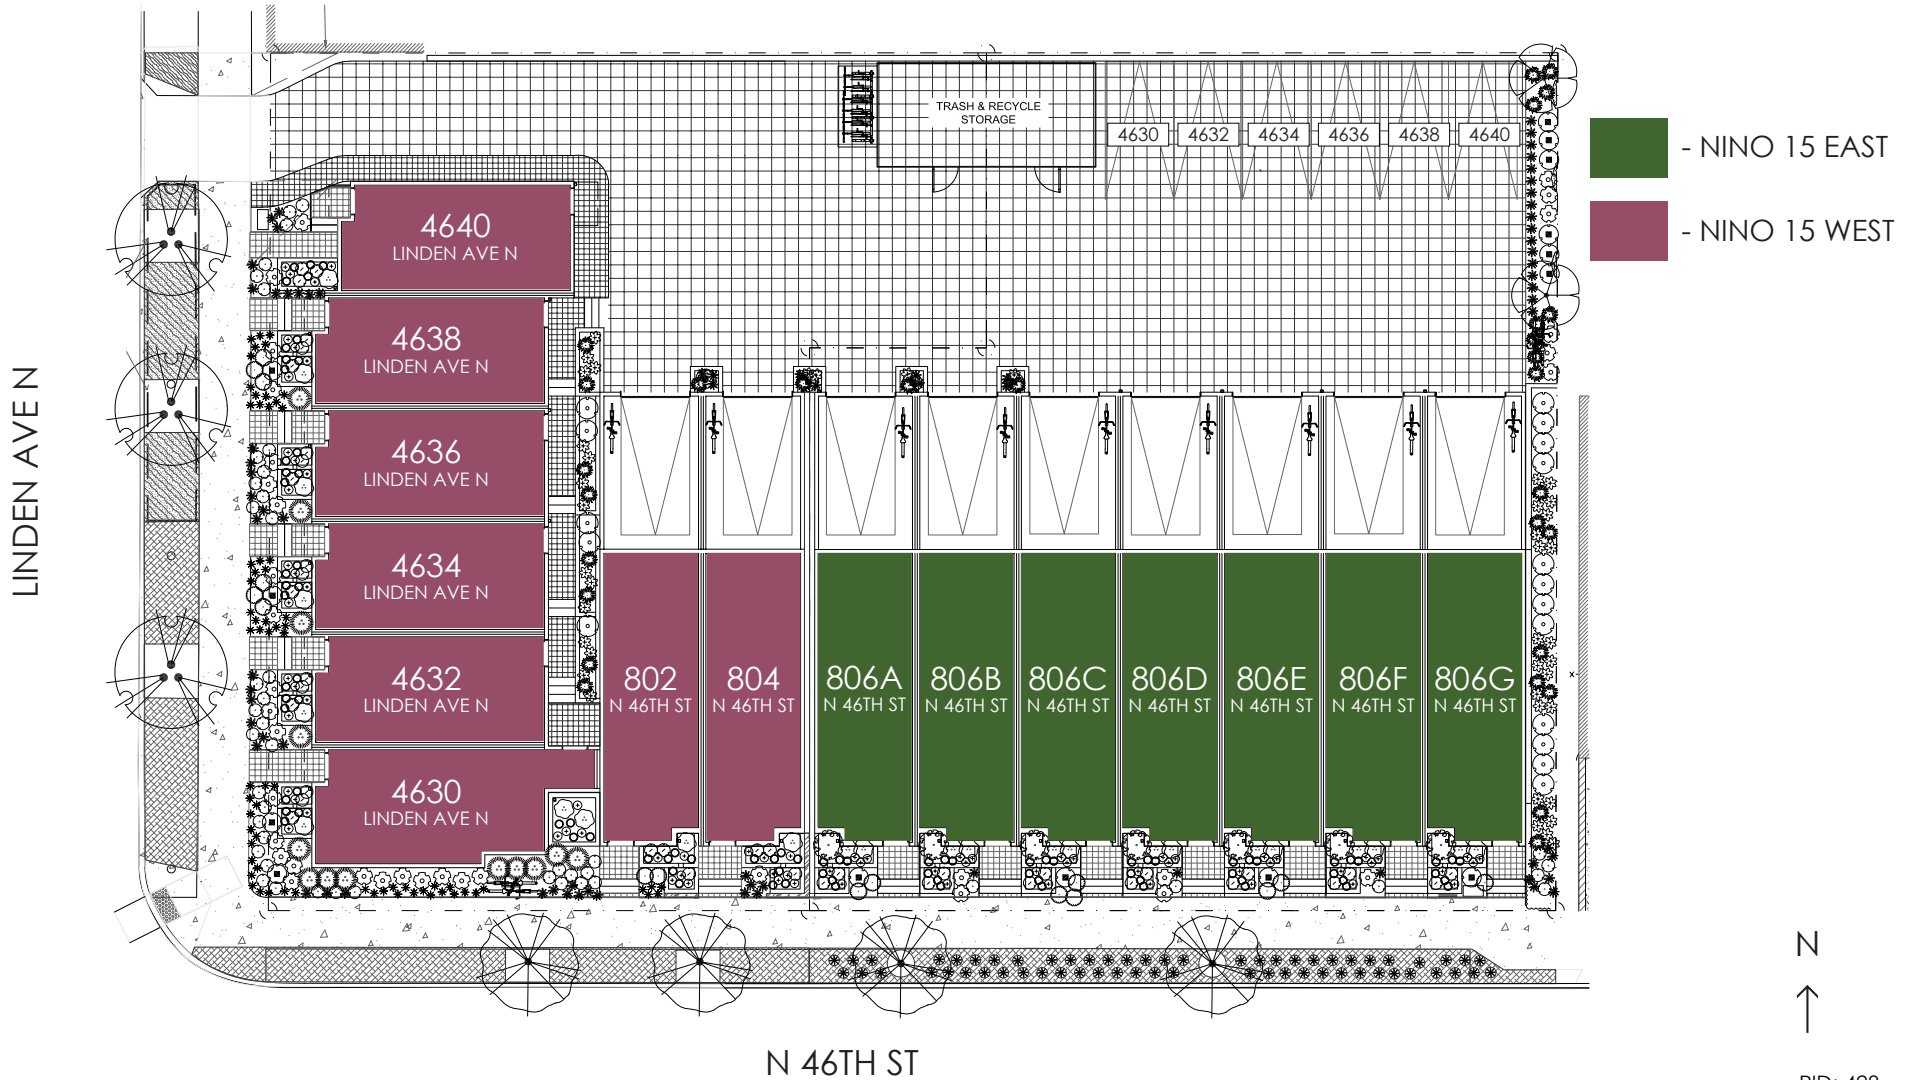 TRASH & RECYCLE
STORAGE
4630 4632 4634 4636 4638 4640
- NINO 15 EAST
- NINO 15 WEST
4640
LINDEN AVE N
4638
LINDEN AVE N
4636
LINDEN AVE N
4634
LINDEN AVE N
4632
LINDEN AVE N
4630
LINDEN AVE N
LINDEN AVE N
802
N 46TH ST
804
N 46TH ST
806A
N 46TH ST
806B
N 46TH ST
806C
N 46TH ST
806D
N 46TH ST
806E
N 46TH ST
806F
N 46TH ST
806G
N 46TH ST
N
N 46TH ST